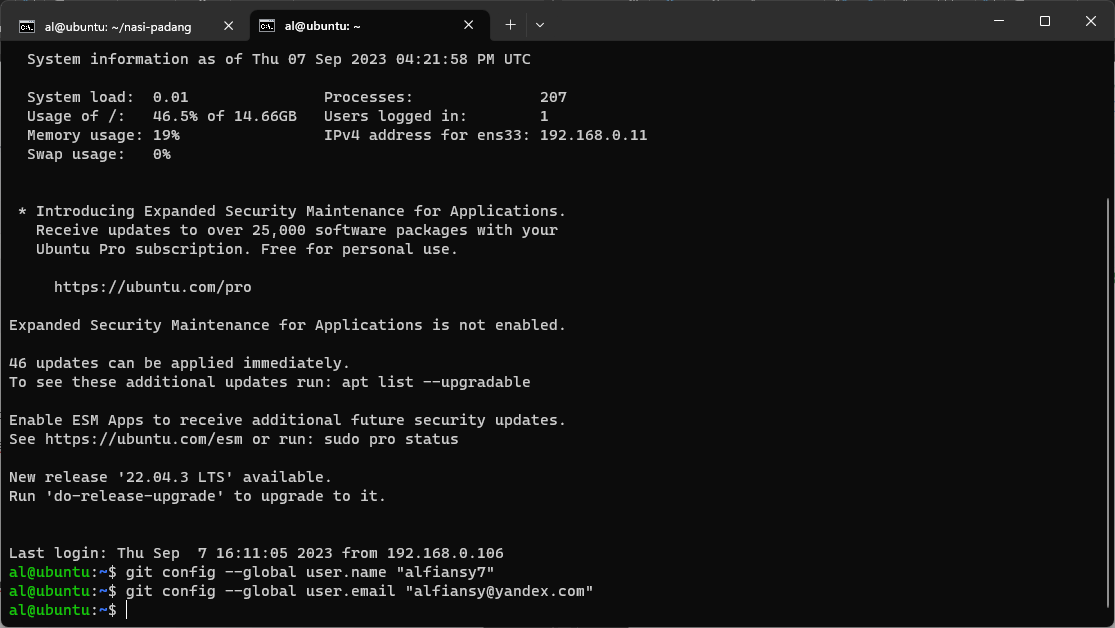 al@ubuntu: ~/nasi-padang
al@ubuntu: ~
System information as of Thu 07 Sep 2023 04:21:58 PM UTC
System load:  0.01               Processes:              207
Usage of /:   46.5% of 14.66GB   Users logged in:        1
Memory usage: 19%                IPv4 address for ens33: 192.168.0.11
Swap usage:   0%
* Introducing Expanded Security Maintenance for Applications.
Receive updates to over 25,000 software packages with your
Ubuntu Pro subscription. Free for personal use.
https://ubuntu.com/pro
Expanded Security Maintenance for Applications is not enabled.
46 updates can be applied immediately.
To see these additional updates run: apt list --upgradable
Enable ESM Apps to receive additional future security updates.
See https://ubuntu.com/esm or run: sudo pro status
New release '22.04.3 LTS' available.
Run 'do-release-upgrade' to upgrade to it.
Last login: Thu Sep  7 16:11:05 2023 from 192.168.0.106
al@ubuntu:~$ git config --global user.name "alfiansy7"
al@ubuntu:~$ git config --global user.email "alfiansy@yandex.com"
al@ubuntu:~$